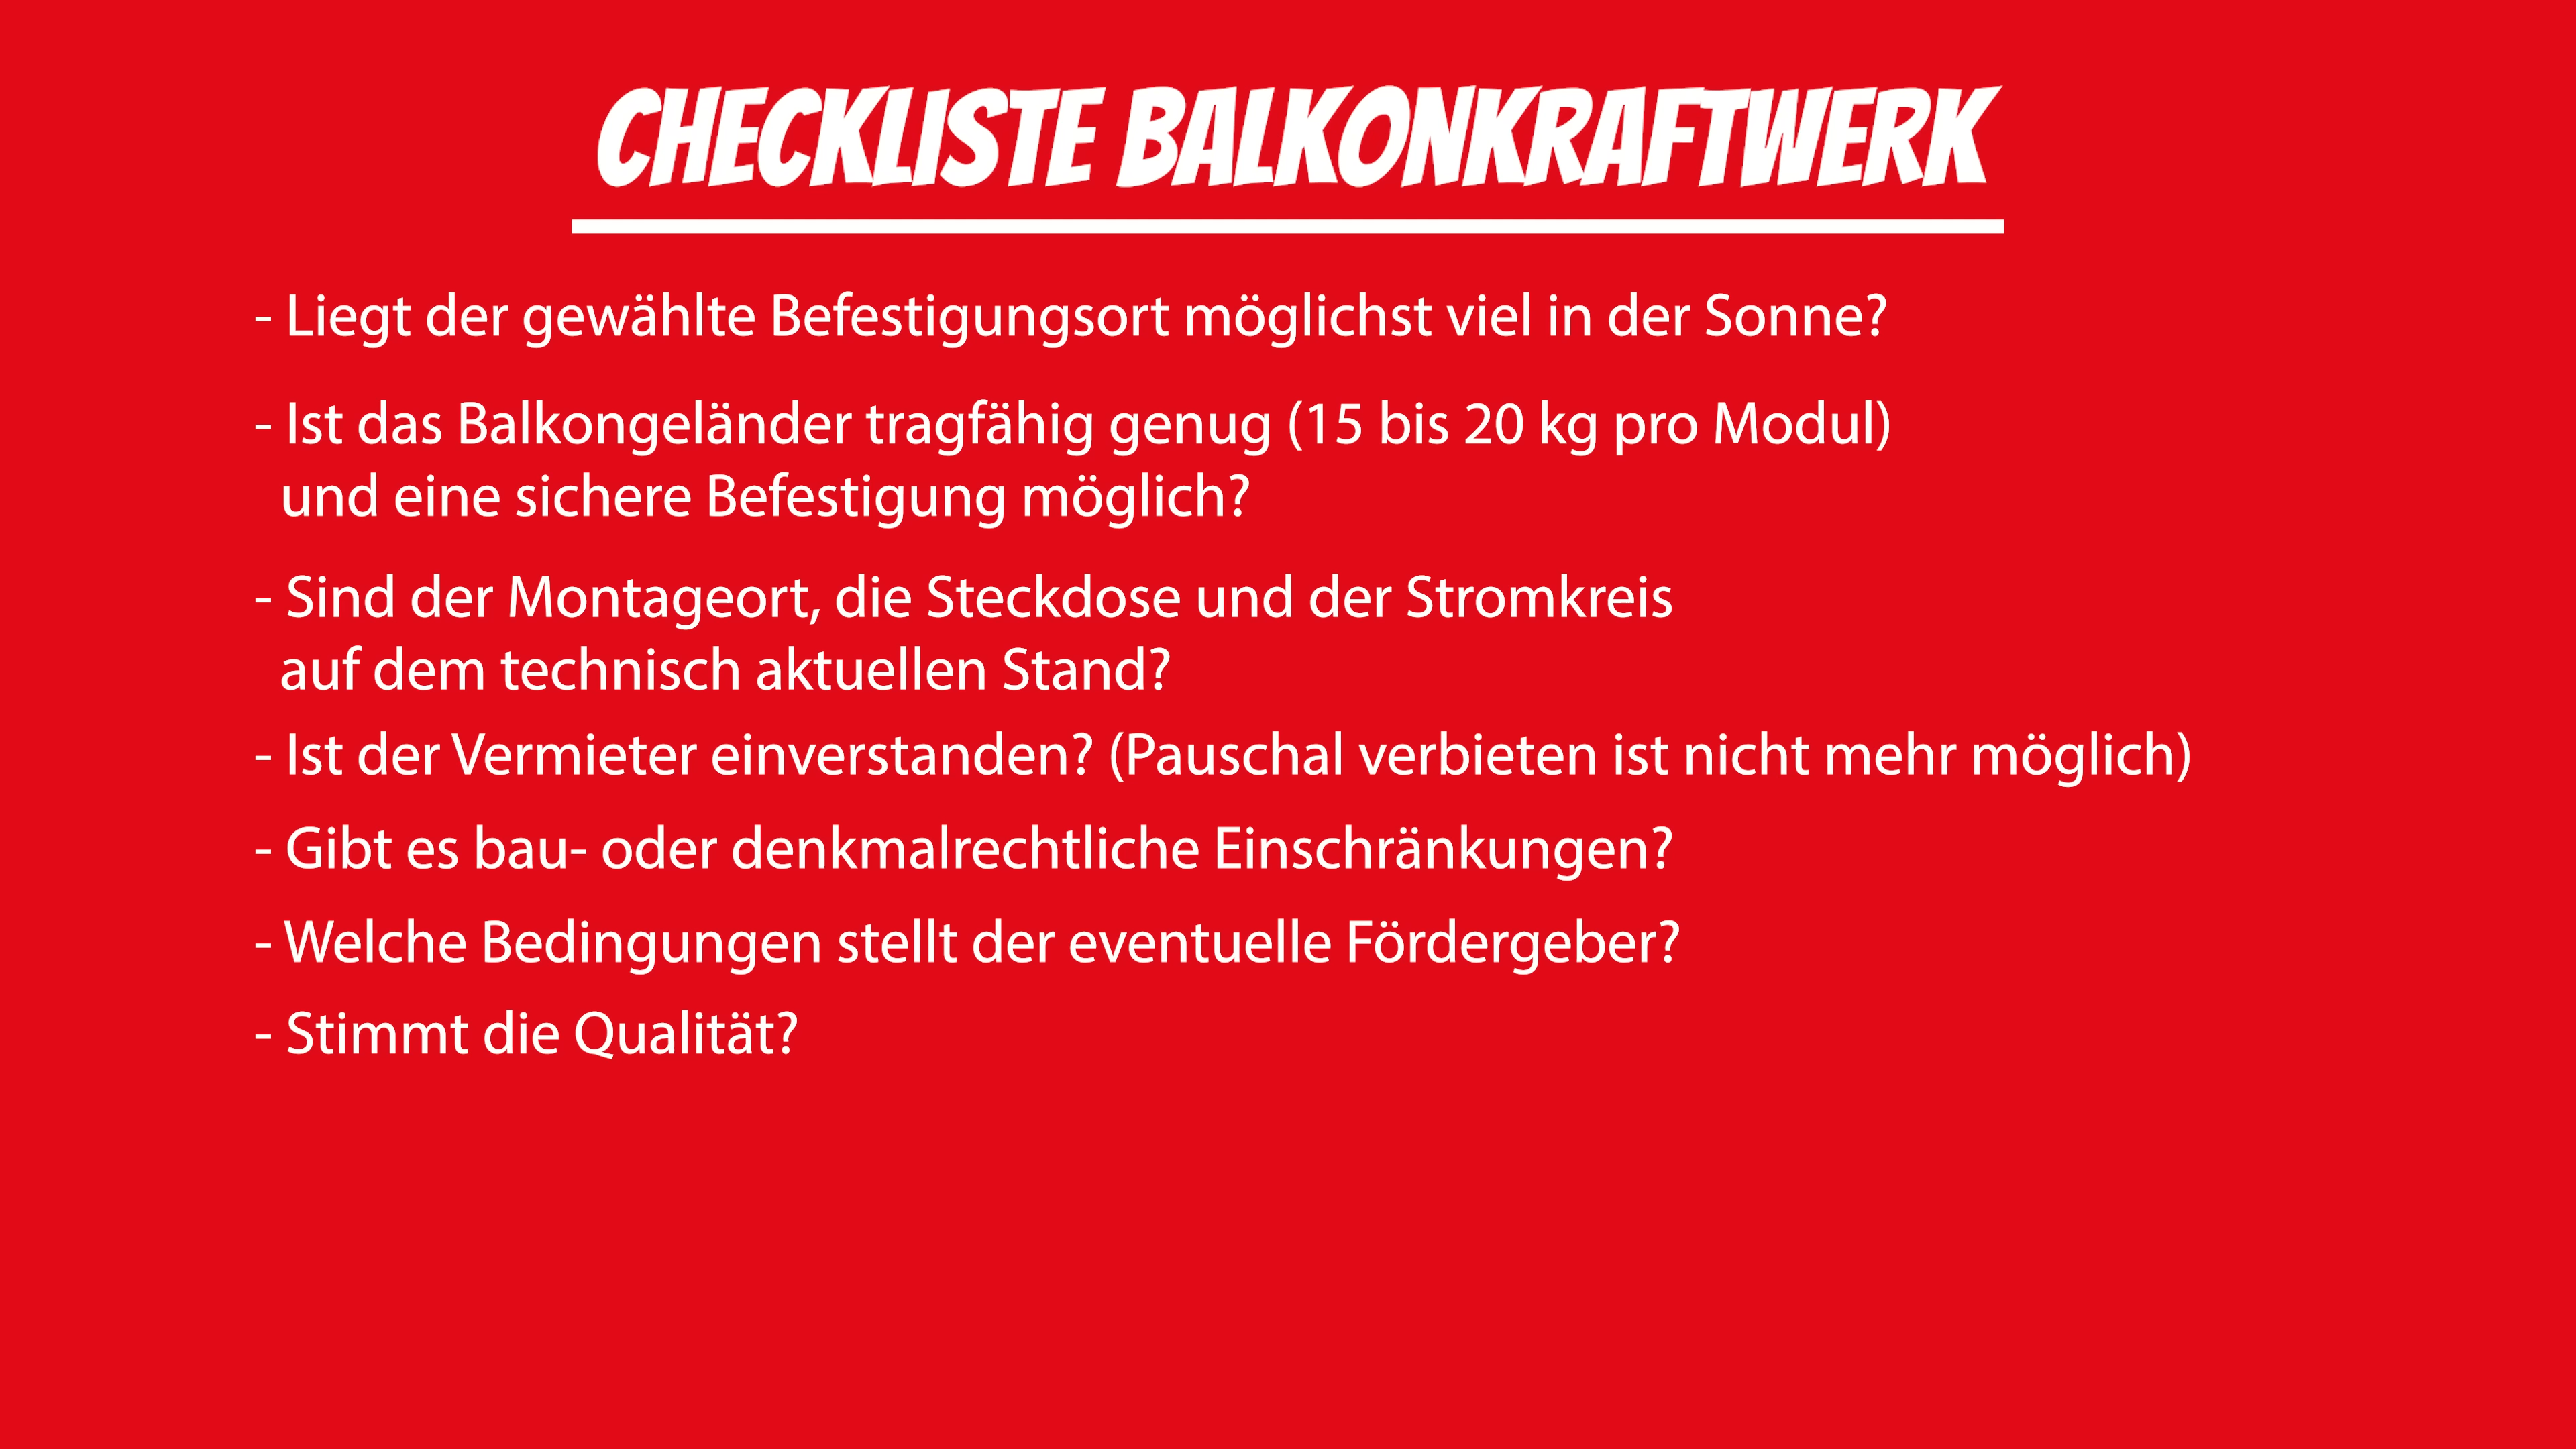 CHECKLISTE BALKONKRAFTWERK
- Liegt der gewählte Befestigungsort möglichst viel in der Sonne?
- Ist das Balkongeländer tragfähig genug (15 bis 20 kg pro Modul)
und eine sichere Befestigung möglich?
- Sind der Montageort, die Steckdose und der Stromkreis
auf dem technisch aktuellen Stand?
- Ist der Vermieter einverstanden? (Pauschal verbieten ist nicht mehr möglich)
- Gibt es bau- oder denkmalrechtliche Einschränkungen?
- Welche Bedingungen stellt der eventuelle Fördergeber?
- Stimmt die Qualität?